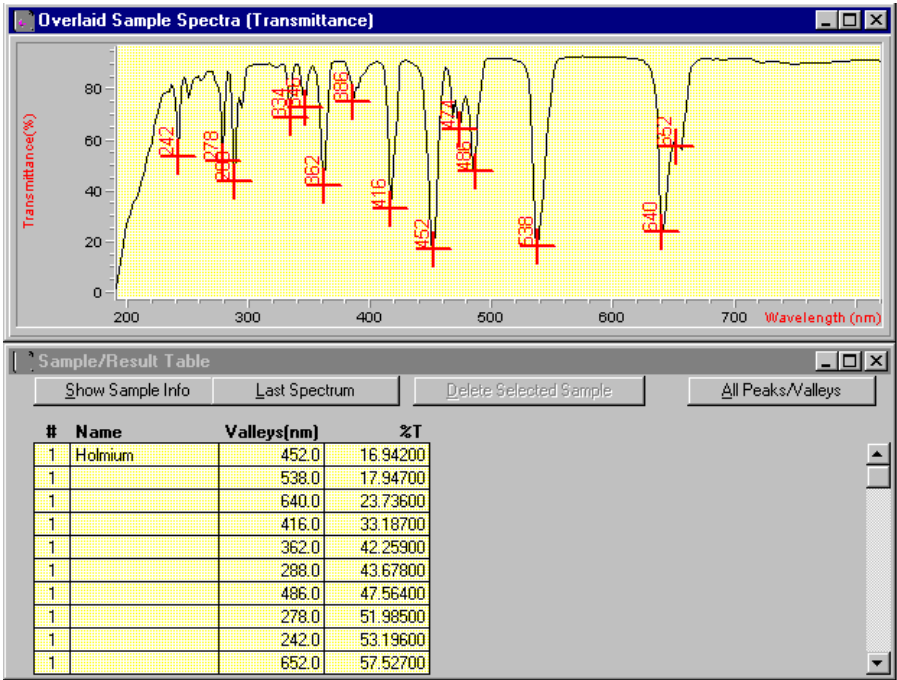 Overlaid Sample Spectra (Transmittance)
Transmittance(%)
80
60
40
20
0
242
278
288
334
346
362
386
416
452
474
486
538
640
652
200 300 400 500 600 700 Wavelength (nm)
Sample/Result Table
Show Sample Info Last Spectrum Delete Selected Sample All Peaks/Valleys
# Name Valleys(nm) %T
1 Holmium 452.0 16.94200
1 538.0 17.94700
1 640.0 23.73600
1 416.0 33.18700
1 362.0 42.25900
1 288.0 43.67800
1 486.0 47.56400
1 278.0 51.98500
1 242.0 53.19600
1 652.0 57.52700